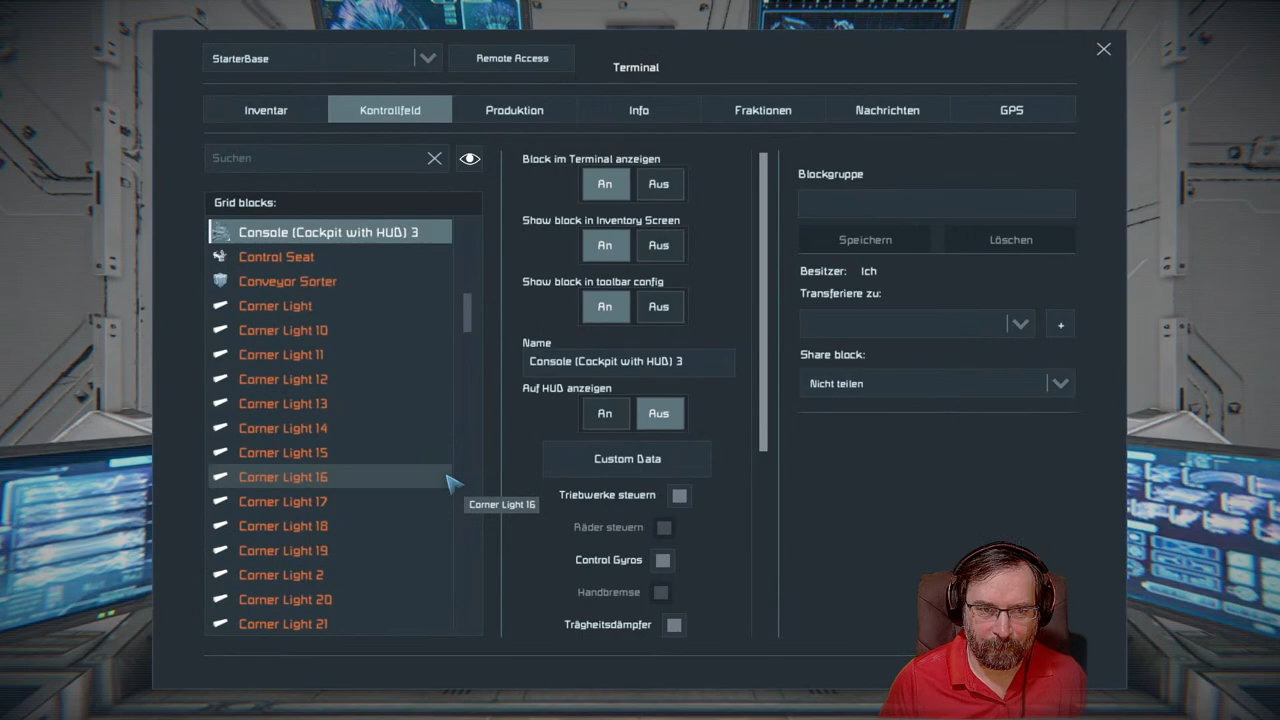 StarterBase
Remote Access
Terminal
Inventar
Kontrollfeld
Produktion
Info
Fraktionen
Nachrichten
GPS
Suchen
Grid blocks:
Console (Cockpit with HUD) 3
Control Seat
Conveyor Sorter
Corner Light
Corner Light 10
Corner Light 11
Corner Light 12
Corner Light 13
Corner Light 14
Corner Light 15
Corner Light 16
Corner Light 17
Corner Light 18
Corner Light 19
Corner Light 2
Corner Light 20
Corner Light 21
Corner Light 16
Block im Terminal anzeigen
An Aus
Show block in Inventory Screen
An Aus
Show block in toolbar config
An Aus
Name
Console (Cockpit with HUD) 3
Auf HUD anzeigen
An Aus
Custom Data
Triebwerke steuern
Räder steuern
Control Gyros
Handbremse
Trägheitsdämpfer
Blockgruppe
Speichern
Löschen
Besitzer: Ich
Transferiere zu:
+
Share block:
Nicht teilen